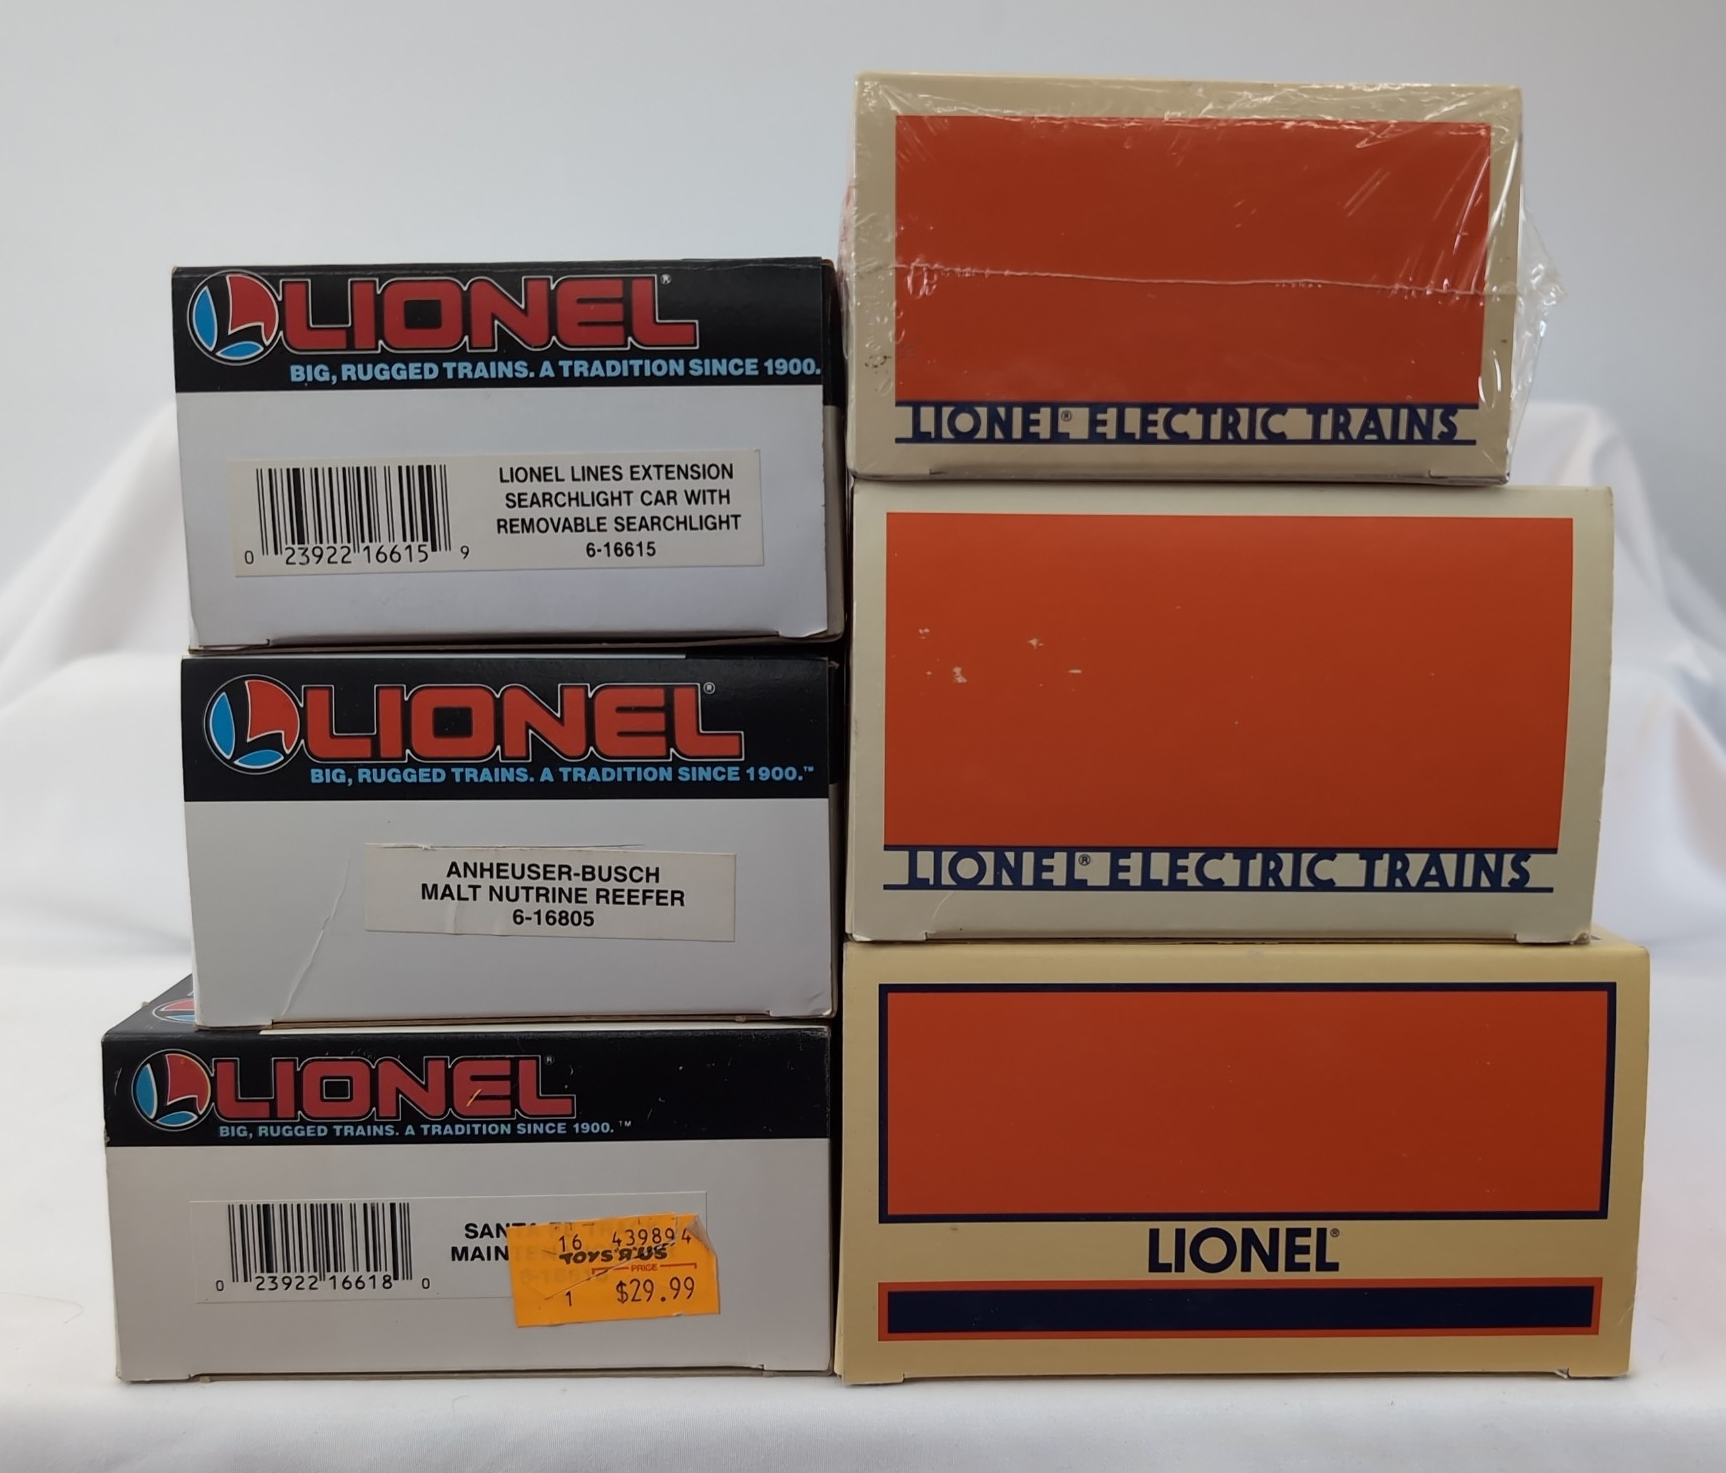 LIONEL®
BIG, RUGGED TRAINS. A TRADITION SINCE 1900.
LIONEL LINES EXTENSION
SEARCHLIGHT CAR WITH
REMOVABLE SEARCHLIGHT
6-16615
0 23922 16615 9
LIONEL®
BIG, RUGGED TRAINS. A TRADITION SINCE 1900.™
ANHEUSER-BUSCH
MALT NUTRINE REEFER
6-16805
LIONEL®
BIG, RUGGED TRAINS. A TRADITION SINCE 1900.™
0 23922 16618 0
SANTA FE
16 439894
TOYS "R" US
PRICE
1 $29.99
LIONEL® ELECTRIC TRAINS
LIONEL® ELECTRIC TRAINS
LIONEL®